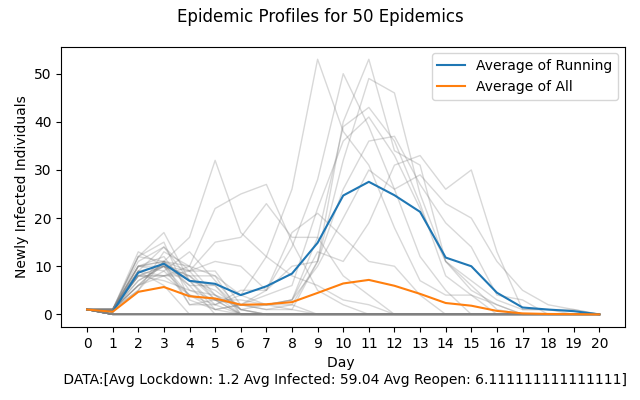 Epidemic Profiles for 50 Epidemics
Average of Running
Average of All
Newly Infected Individuals
50
40
30
20
10
0
0 1 2 3 4 5 6 7 8 9 10 11 12 13 14 15 16 17 18 19 20
Day
DATA:[Avg Lockdown: 1.2 Avg Infected: 59.04 Avg Reopen: 6.111111111111111]